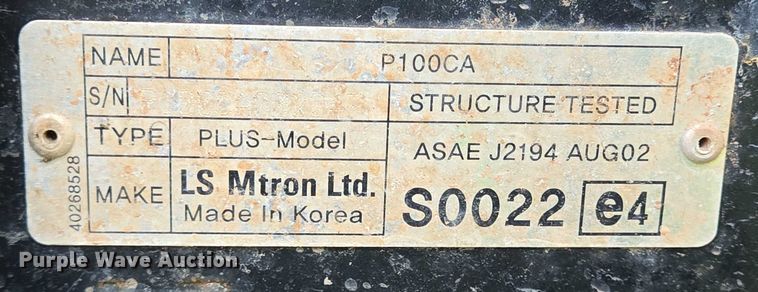 NAME P100CA
S/N STRUCTURE TESTED
TYPE PLUS-Model ASAE J2194 AUG02
MAKE LS Mtron Ltd.
Made In Korea
S0022 e4
40268528
Purple Wave Auction